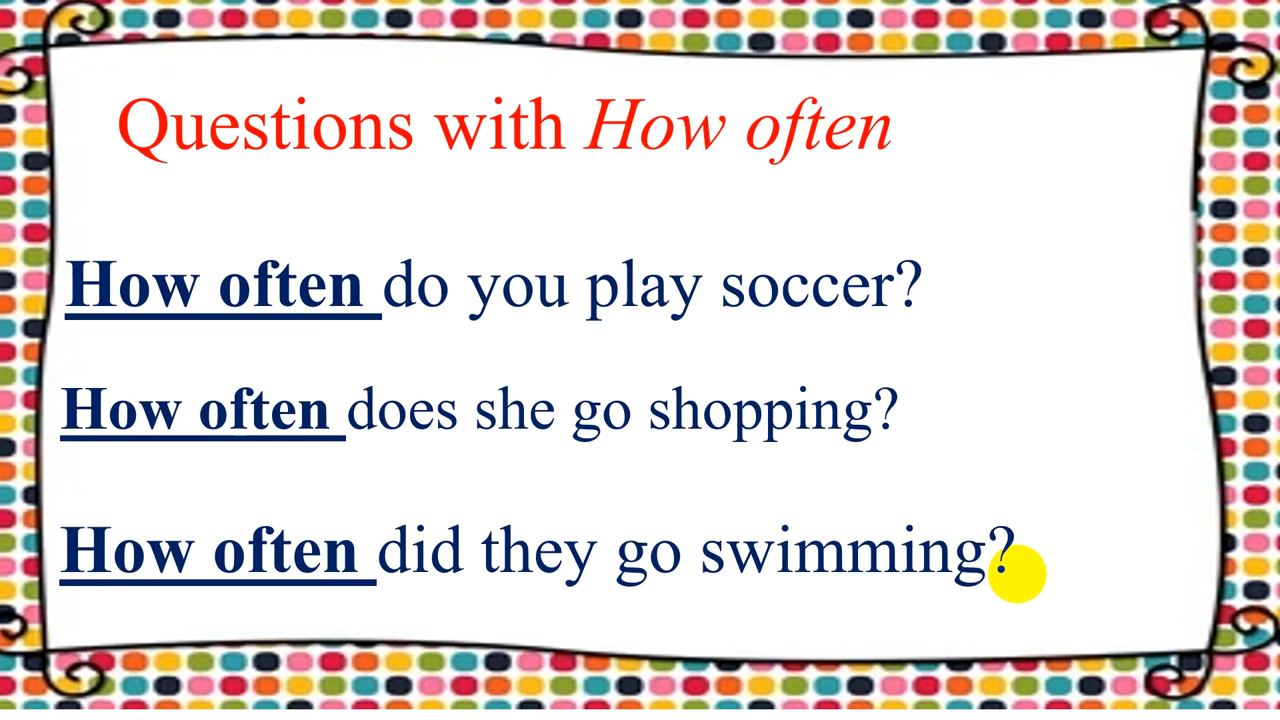 Questions with How often
How often do you play soccer?
How often does she go shopping?
How often did they go swimming?